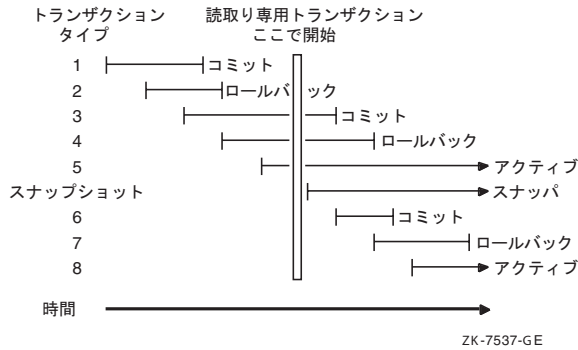 トランザクション
タイプ
読取り専用トランザクション
ここで開始
1
コミット
2
ロールバック
3
コミット
4
ロールバック
5
アクティブ
スナップショット
スナッパ
6
コミット
7
ロールバック
8
アクティブ
時間
ZK-7537-GE